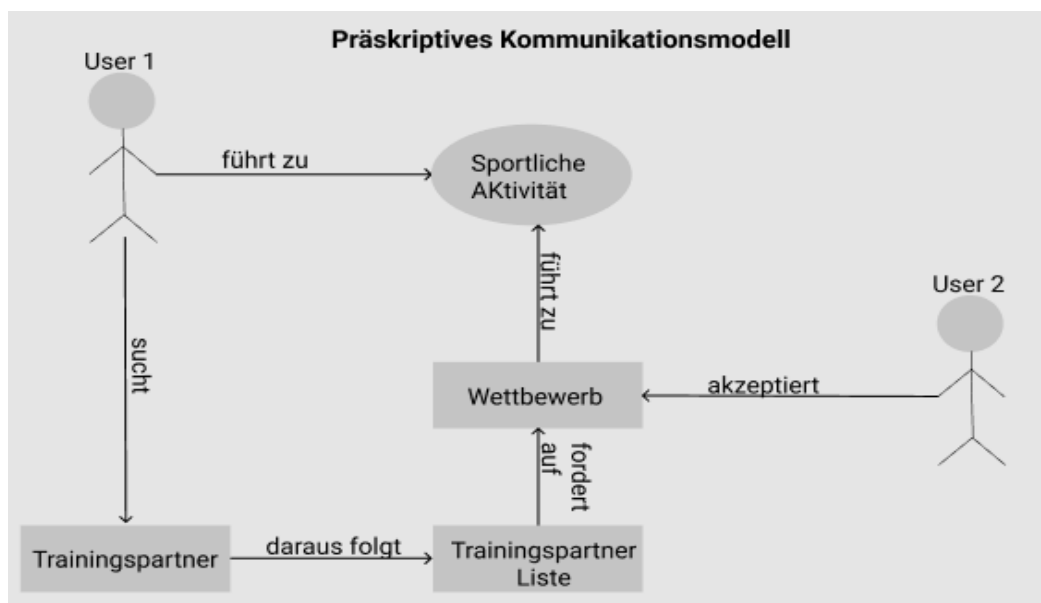 Präskriptives Kommunikationsmodell
User 1
führt zu
Sportliche
AKtivität
führt zu
User 2
sucht
Wettbewerb
akzeptiert
fordert
auf
Trainingspartner
daraus folgt
Trainingspartner
Liste